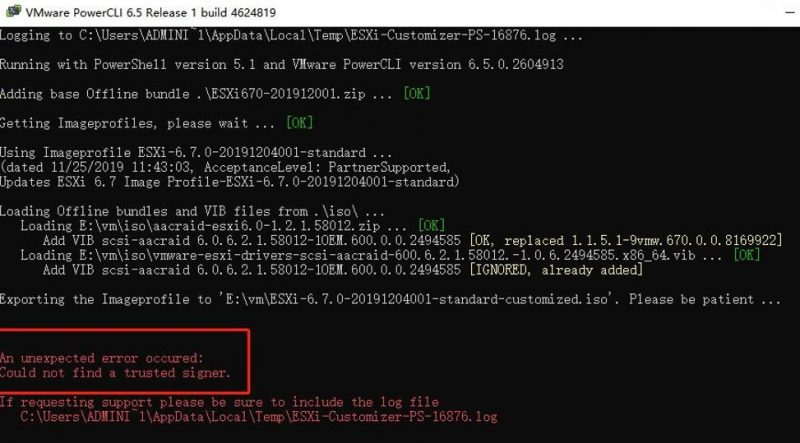 VMware PowerCLI 6.5 Release 1 build 4624819
Logging to C:\Users\ADMINI~1\AppData\Local\Temp\ESXi-Customizer-PS-16876.log ...
Running with PowerShell version 5.1 and VMware PowerCLI version 6.5.0.2604913
Adding base Offline bundle .\ESXi670-201912001.zip ... [OK]
Getting Imageprofiles, please wait ... [OK]
Using Imageprofile ESXi-6.7.0-20191204001-standard ...
(dated 11/25/2019 11:43:03, AcceptanceLevel: PartnerSupported,
Updates ESXi 6.7 Image Profile-ESXi-6.7.0-20191204001-standard)
Loading Offline bundles and VIB files from .\iso\ ...
Loading E:\vm\iso\aacraid-esxi6.0-1.2.1.58012.zip ... [OK]
Add VIB scsi-aacraid 6.0.6.2.1.58012-1OEM.600.0.0.2494585 [OK, replaced 1.1.5.1-9vmw.670.0.0.8169922]
Loading E:\vm\iso\vmware-esxi-drivers-scsi-aacraid-600.6.2.1.58012.-1.0.6.2494585.x86_64.vib ... [OK]
Add VIB scsi-aacraid 6.0.6.2.1.58012-1OEM.600.0.0.2494585 [IGNORED, already added]
Exporting the Imageprofile to 'E:\vm\ESXi-6.7.0-20191204001-standard-customized.iso'. Please be patient ...
An unexpected error occured:
Could not find a trusted signer.
If requesting support please be sure to include the log file
C:\Users\ADMINI~1\AppData\Local\Temp\ESXi-Customizer-PS-16876.log